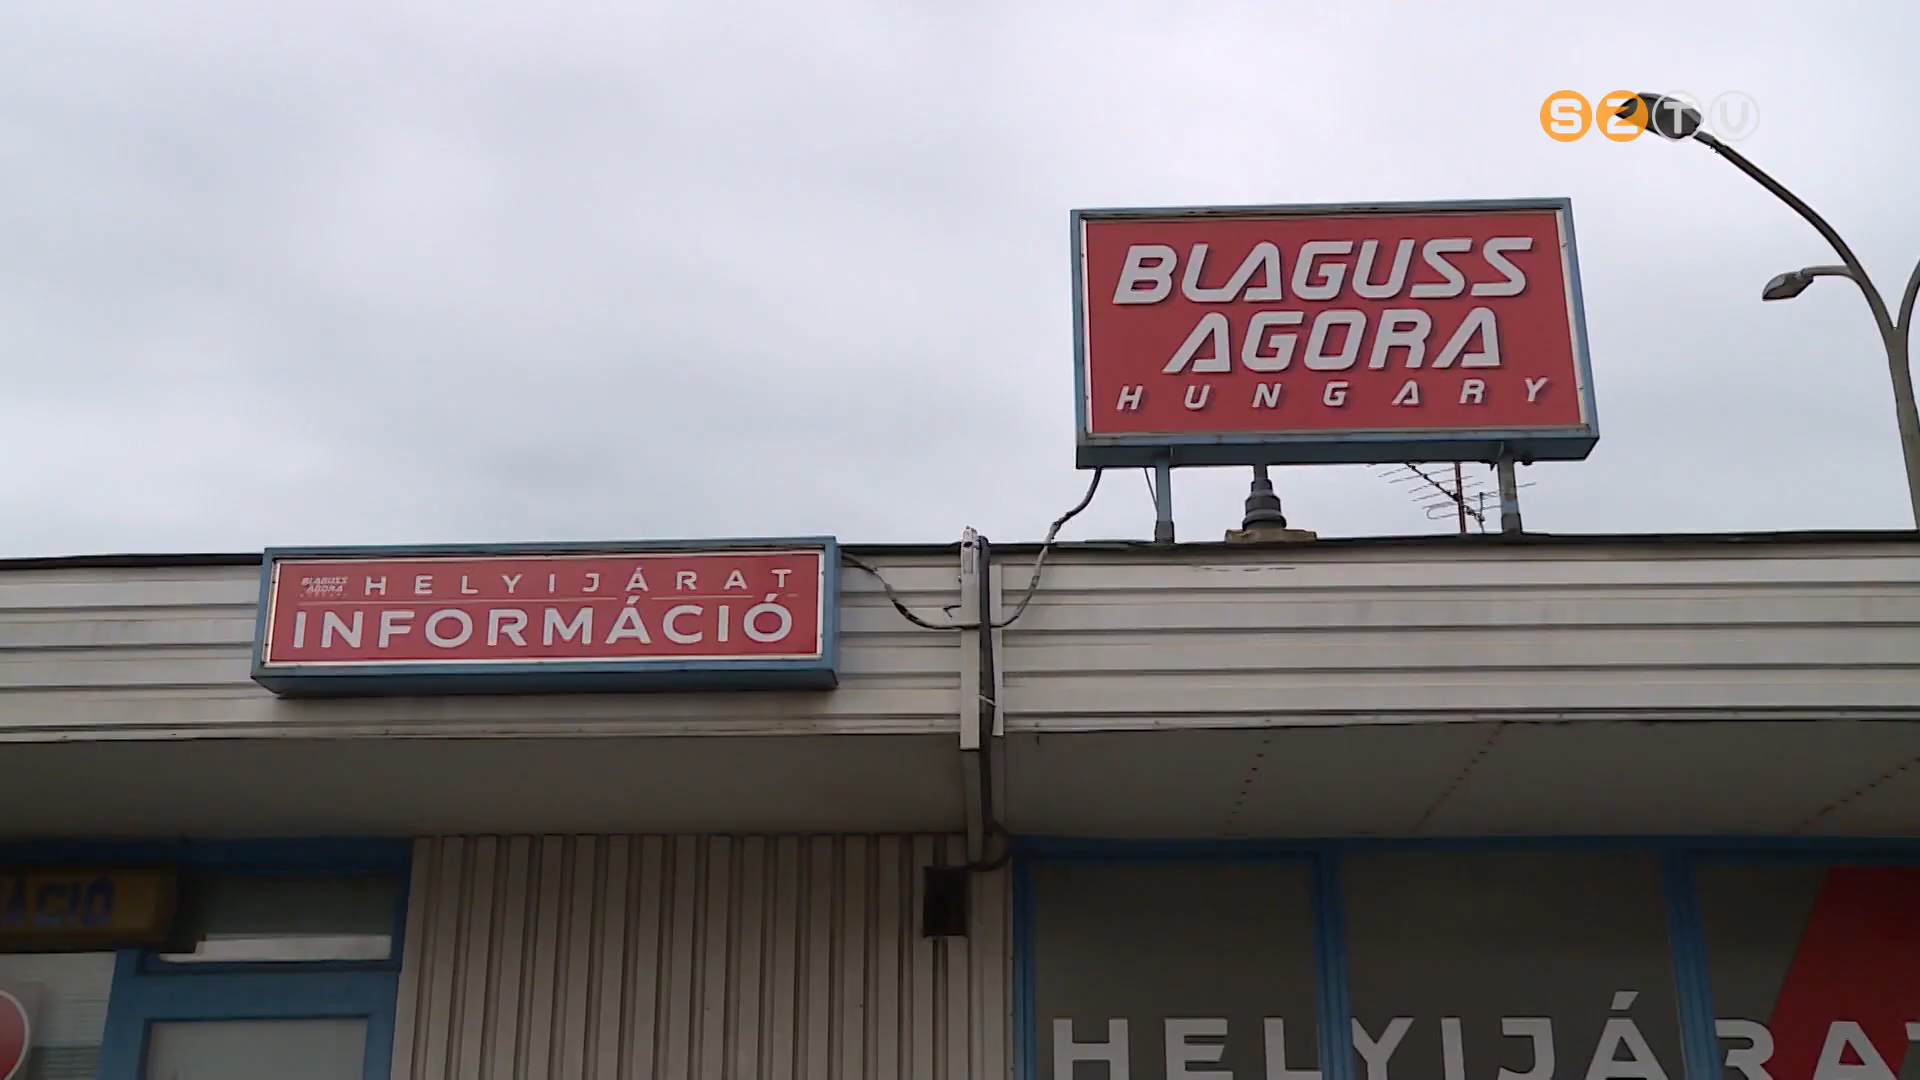 SZTV
BLAGUSS
AGORA
HUNGARY
BLAGUSS
AGORA
HELYIJÁRAT
INFORMÁCIÓ
HELYIJÁRAT